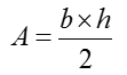 A = b × h / 2